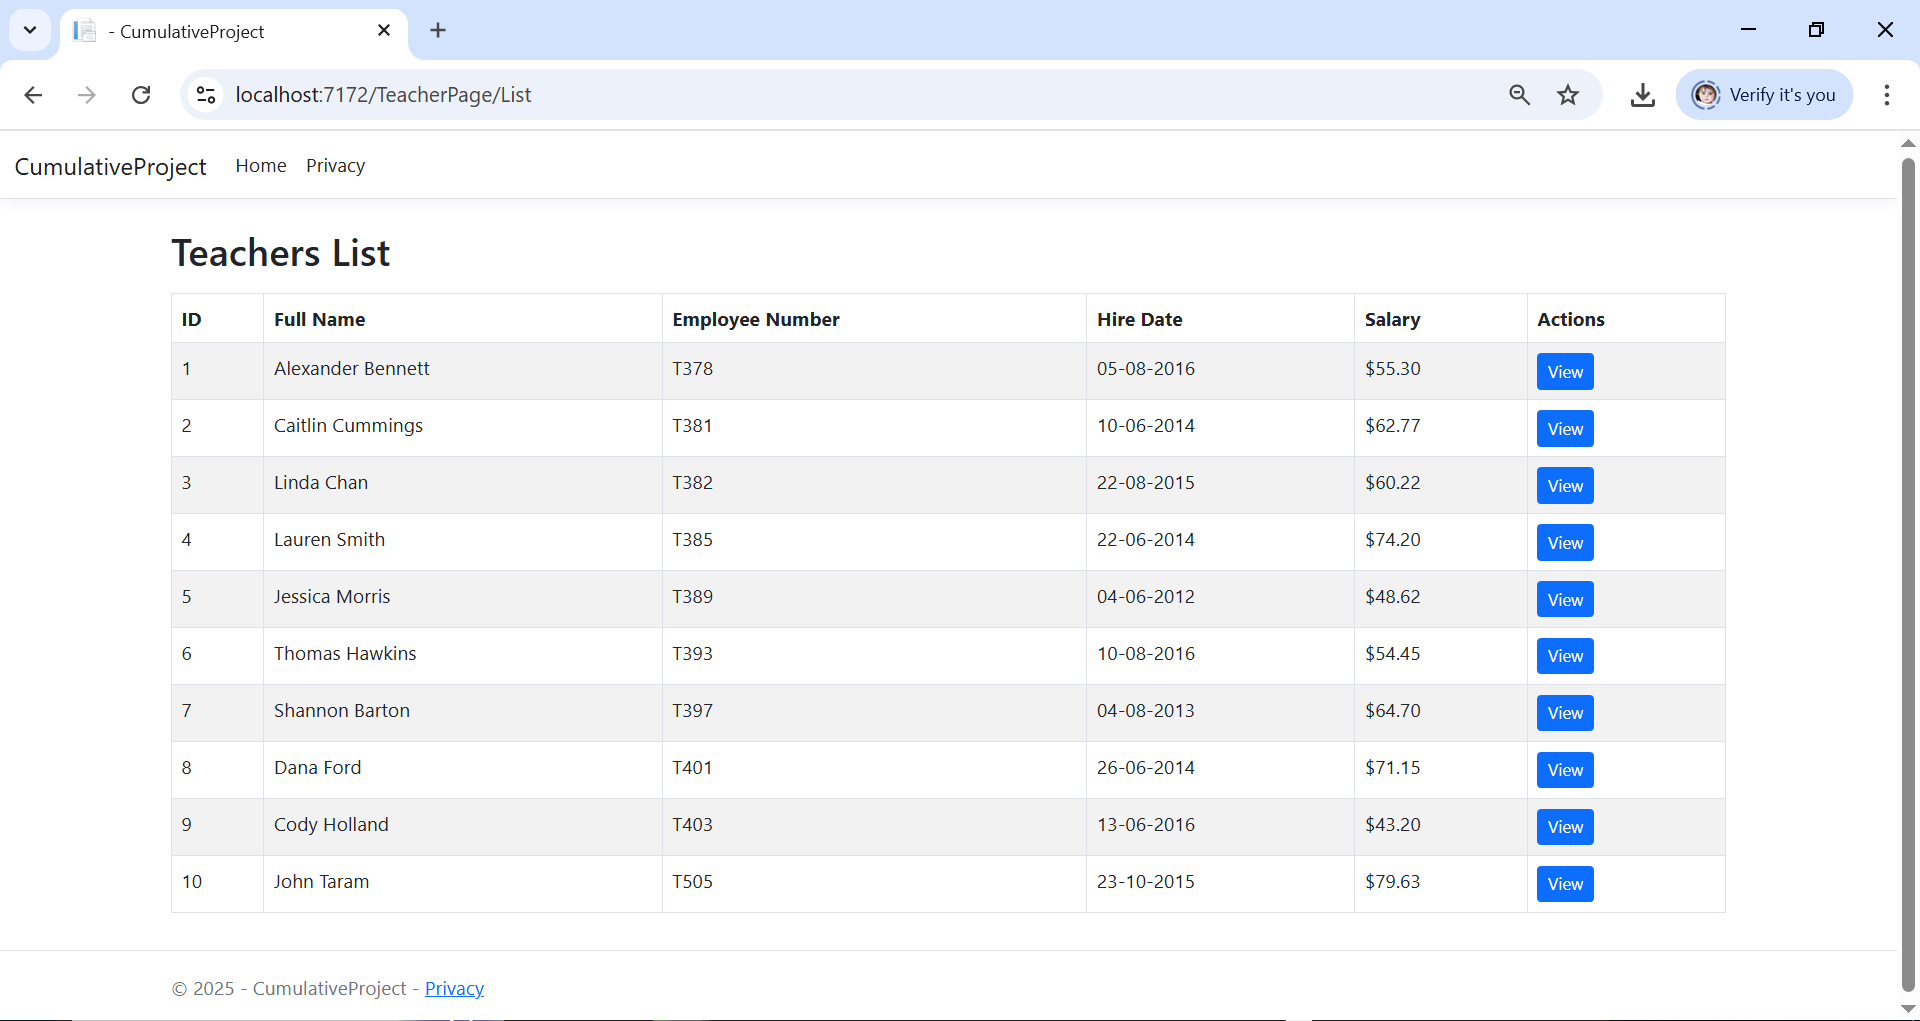 - CumulativeProject
localhost:7172/TeacherPage/List
Verify it's you
CumulativeProject Home Privacy
Teachers List
ID Full Name Employee Number Hire Date Salary Actions
1 Alexander Bennett T378 05-08-2016 $55.30 View
2 Caitlin Cummings T381 10-06-2014 $62.77 View
3 Linda Chan T382 22-08-2015 $60.22 View
4 Lauren Smith T385 22-06-2014 $74.20 View
5 Jessica Morris T389 04-06-2012 $48.62 View
6 Thomas Hawkins T393 10-08-2016 $54.45 View
7 Shannon Barton T397 04-08-2013 $64.70 View
8 Dana Ford T401 26-06-2014 $71.15 View
9 Cody Holland T403 13-06-2016 $43.20 View
10 John Taram T505 23-10-2015 $79.63 View
© 2025 - CumulativeProject - Privacy